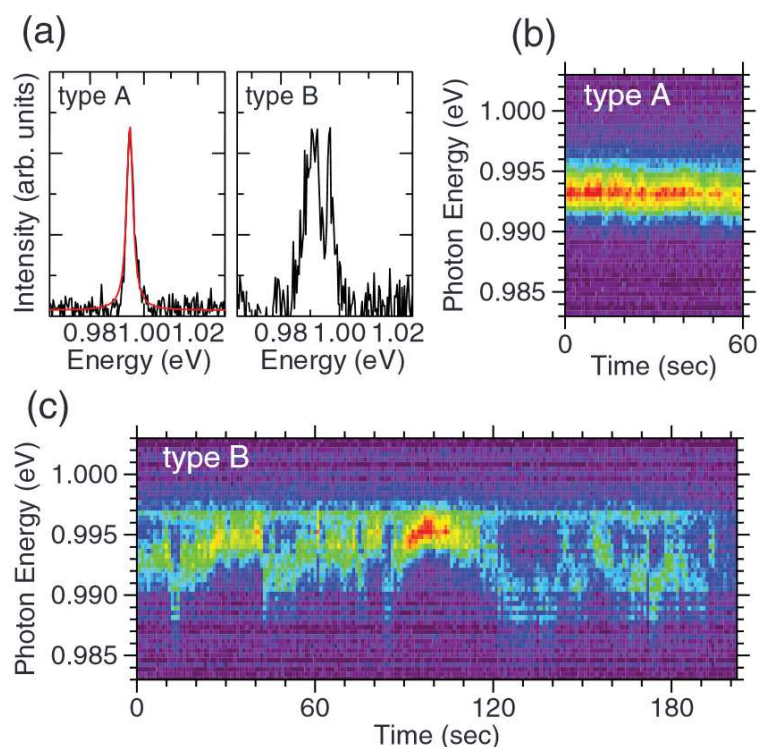 (a)
type A
type B
Intensity (arb. units)
0.98 1.00 1.02
0.98 1.00 1.02
Energy (eV)
Energy (eV)
(b)
type A
Photon Energy (eV)
1.000
0.995
0.990
0.985
0
60
Time (sec)
(c)
type B
Photon Energy (eV)
1.000
0.995
0.990
0.985
0
60
120
180
Time (sec)